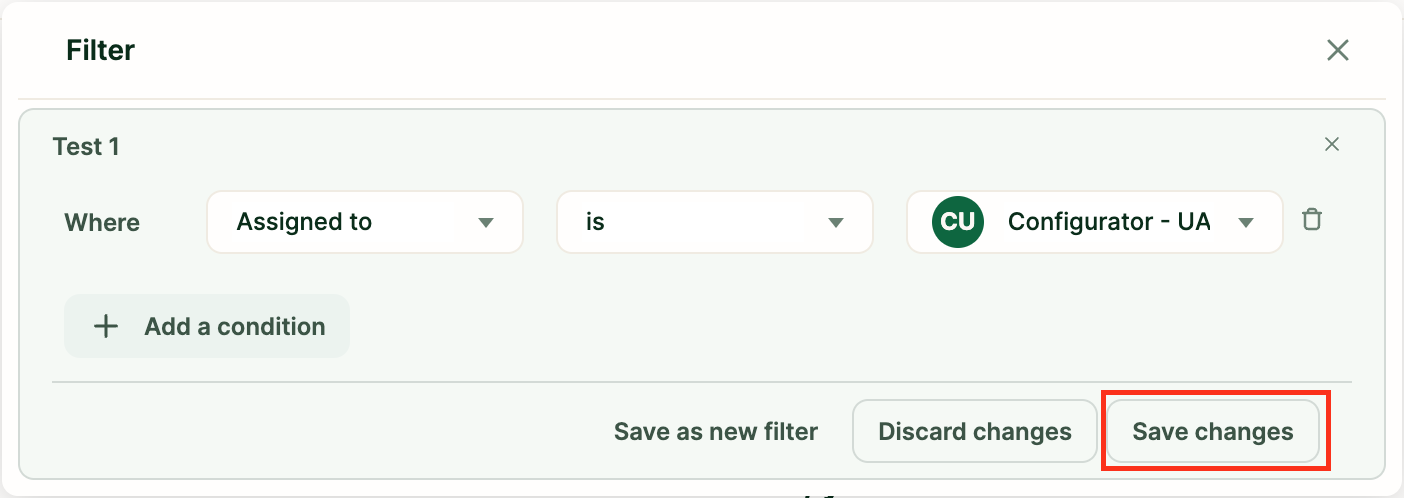 Filter
Test 1
Where Assigned to is CU Configurator - UA
Add a condition
Save as new filter Discard changes Save changes